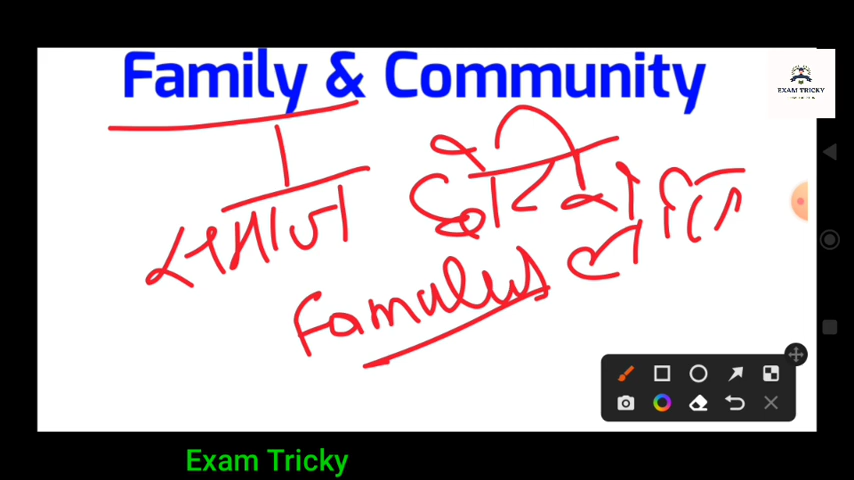 Family & Community
EXAM TRICKY
समाज छोटी
Famulus
Exam Tricky